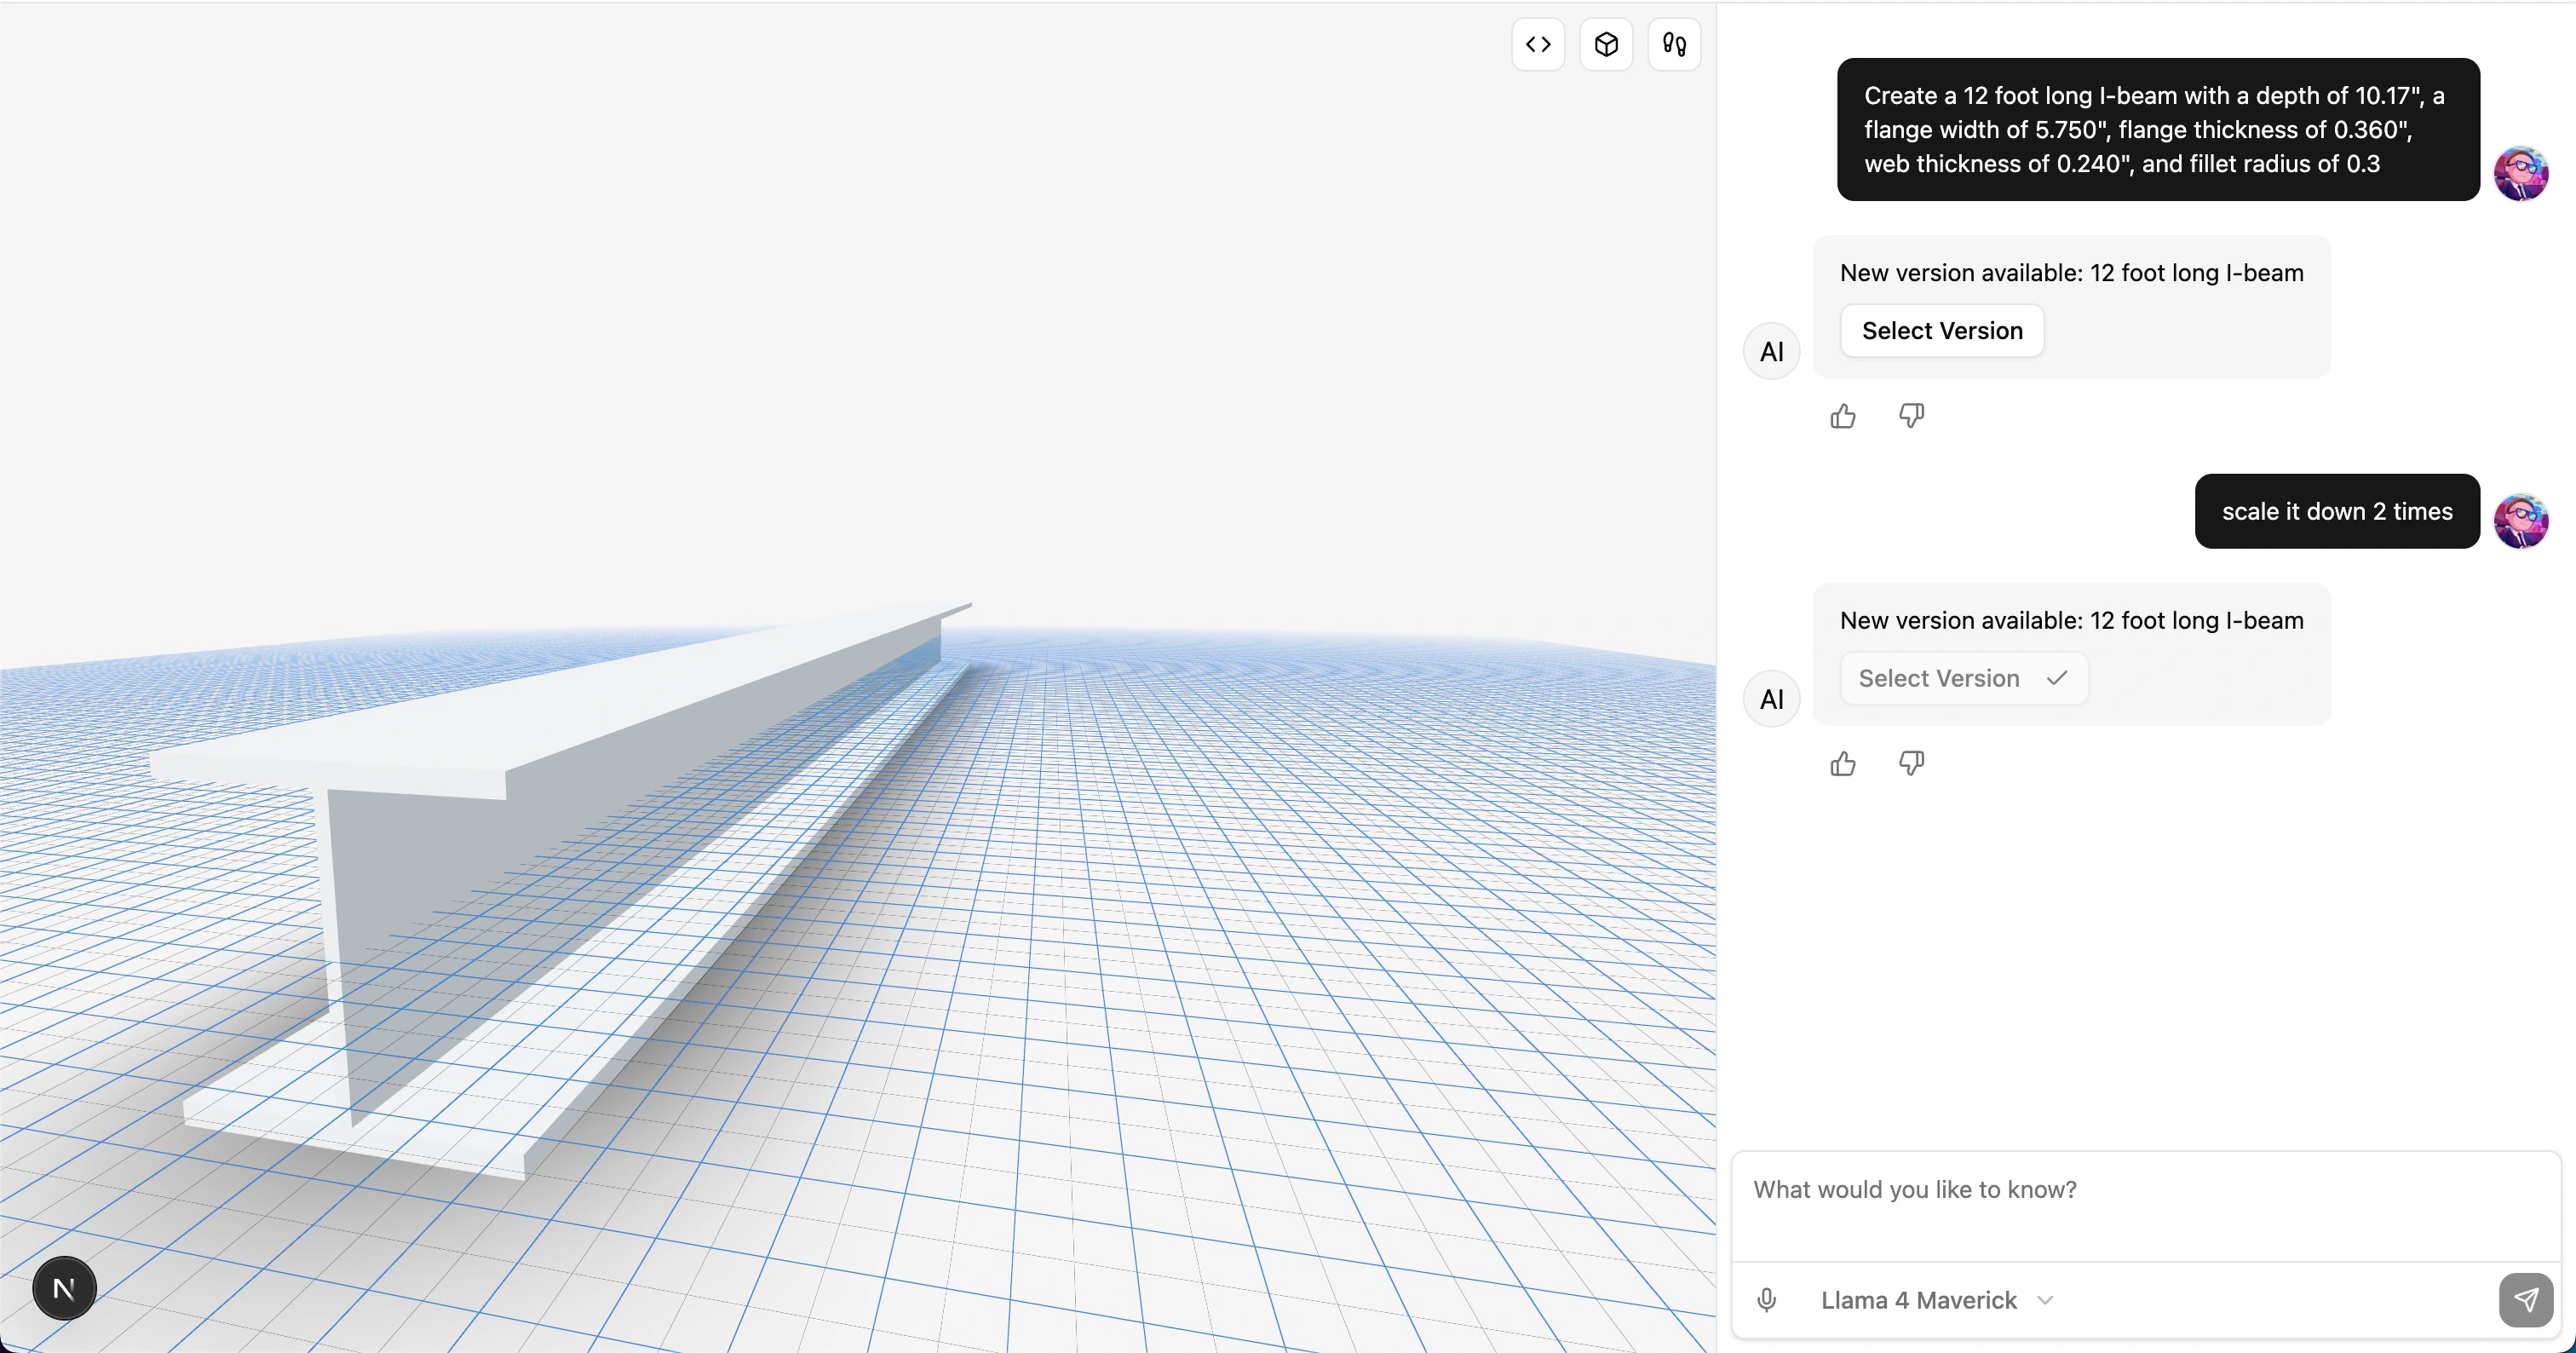 Create a 12 foot long I-beam with a depth of 10.17", a
flange width of 5.750", flange thickness of 0.360",
web thickness of 0.240", and fillet radius of 0.3
New version available: 12 foot long I-beam
Select Version
AI
scale it down 2 times
New version available: 12 foot long I-beam
Select Version
AI
What would you like to know?
Llama 4 Maverick
N